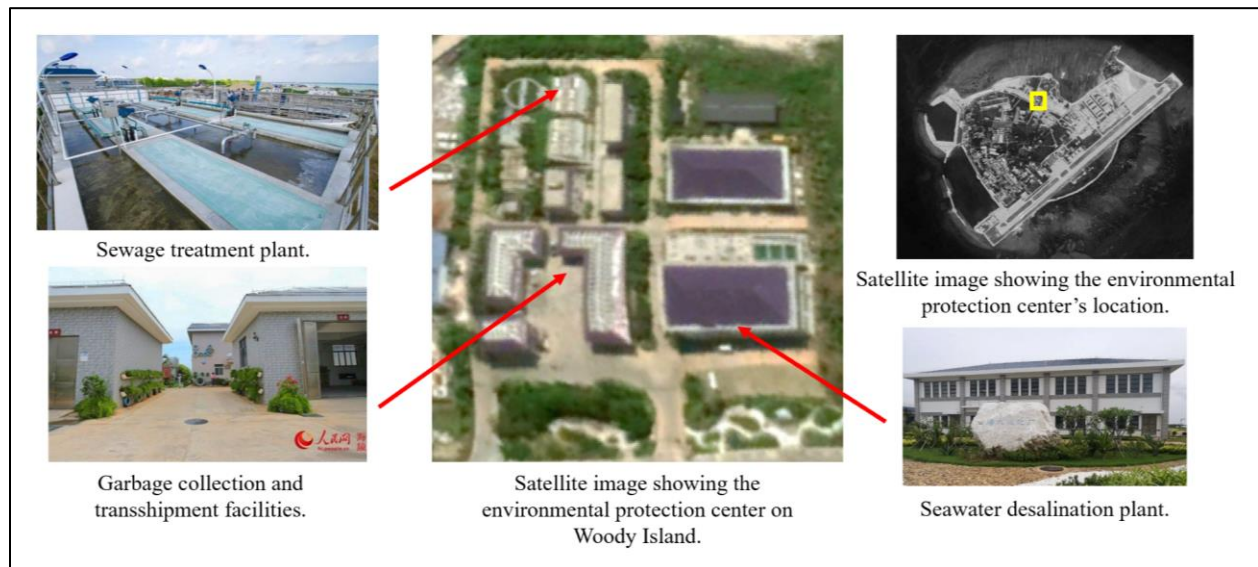 Sewage treatment plant.
人民网
Garbage collection and
transshipment facilities.
Satellite image showing the
environmental protection center on
Woody Island.
Satellite image showing the environmental
protection center’s location.
Seawater desalination plant.